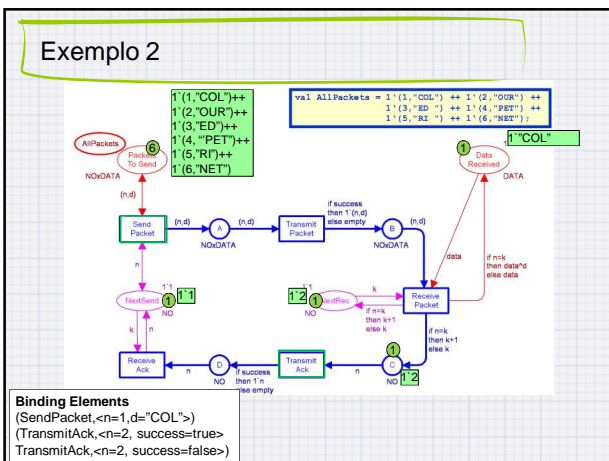 Exemplo 2
1`(1,"COL")++
1`(2,"OUR")++
1`(3,"ED")++
1`(4, “"PET")++
1`(5,"RI")++
1`(6,"NET")
val AllPackets = 1`(1,"COL") ++ 1`(2,"OUR") ++
1`(3,"ED ") ++ 1`(4,"PET") ++
1`(5,"RI ") ++ 1`(6,"NET");
1`"COL"
AllPackets
6
Packets
To Send
NOxDATA
1
Data
Received
DATA
(n,d)
if success
then 1`(n,d)
else empty
Send
Packet
(n,d)
A
NOxDATA
(n,d)
Transmit
Packet
B
NOxDATA
(n,d)
data
if n=k
then data^d
else data
n
1`1
NextSend
1
1`1
NO
k
n
1`2
1
NextRec
1`1
NO
k
if n=k
then k+1
else k
Receive
Packet
if n=k
then k+1
else k
Receive
Ack
n
D
NO
if success
then 1`n
else empty
Transmit
Ack
n
1
C
NO
1`2
Binding Elements
(SendPacket,<n=1,d="COL">)
(TransmitAck,<n=2, success=true>
TransmitAck,<n=2, success=false>)